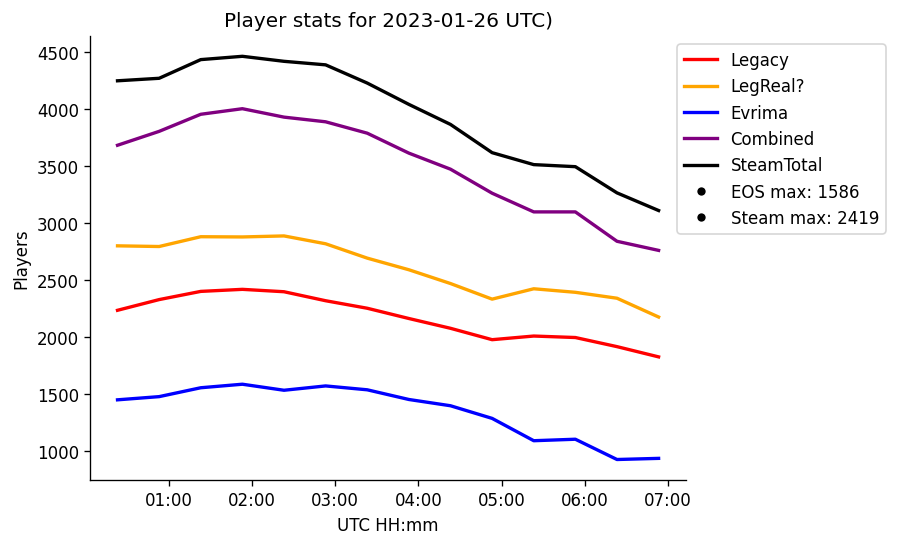 Player stats for 2023-01-26 UTC)
4500
4000
3500
3000
2500
2000
1500
1000
Players
01:00 02:00 03:00 04:00 05:00 06:00 07:00
UTC HH:mm
Legacy
LegReal?
Evrima
Combined
SteamTotal
EOS max: 1586
Steam max: 2419